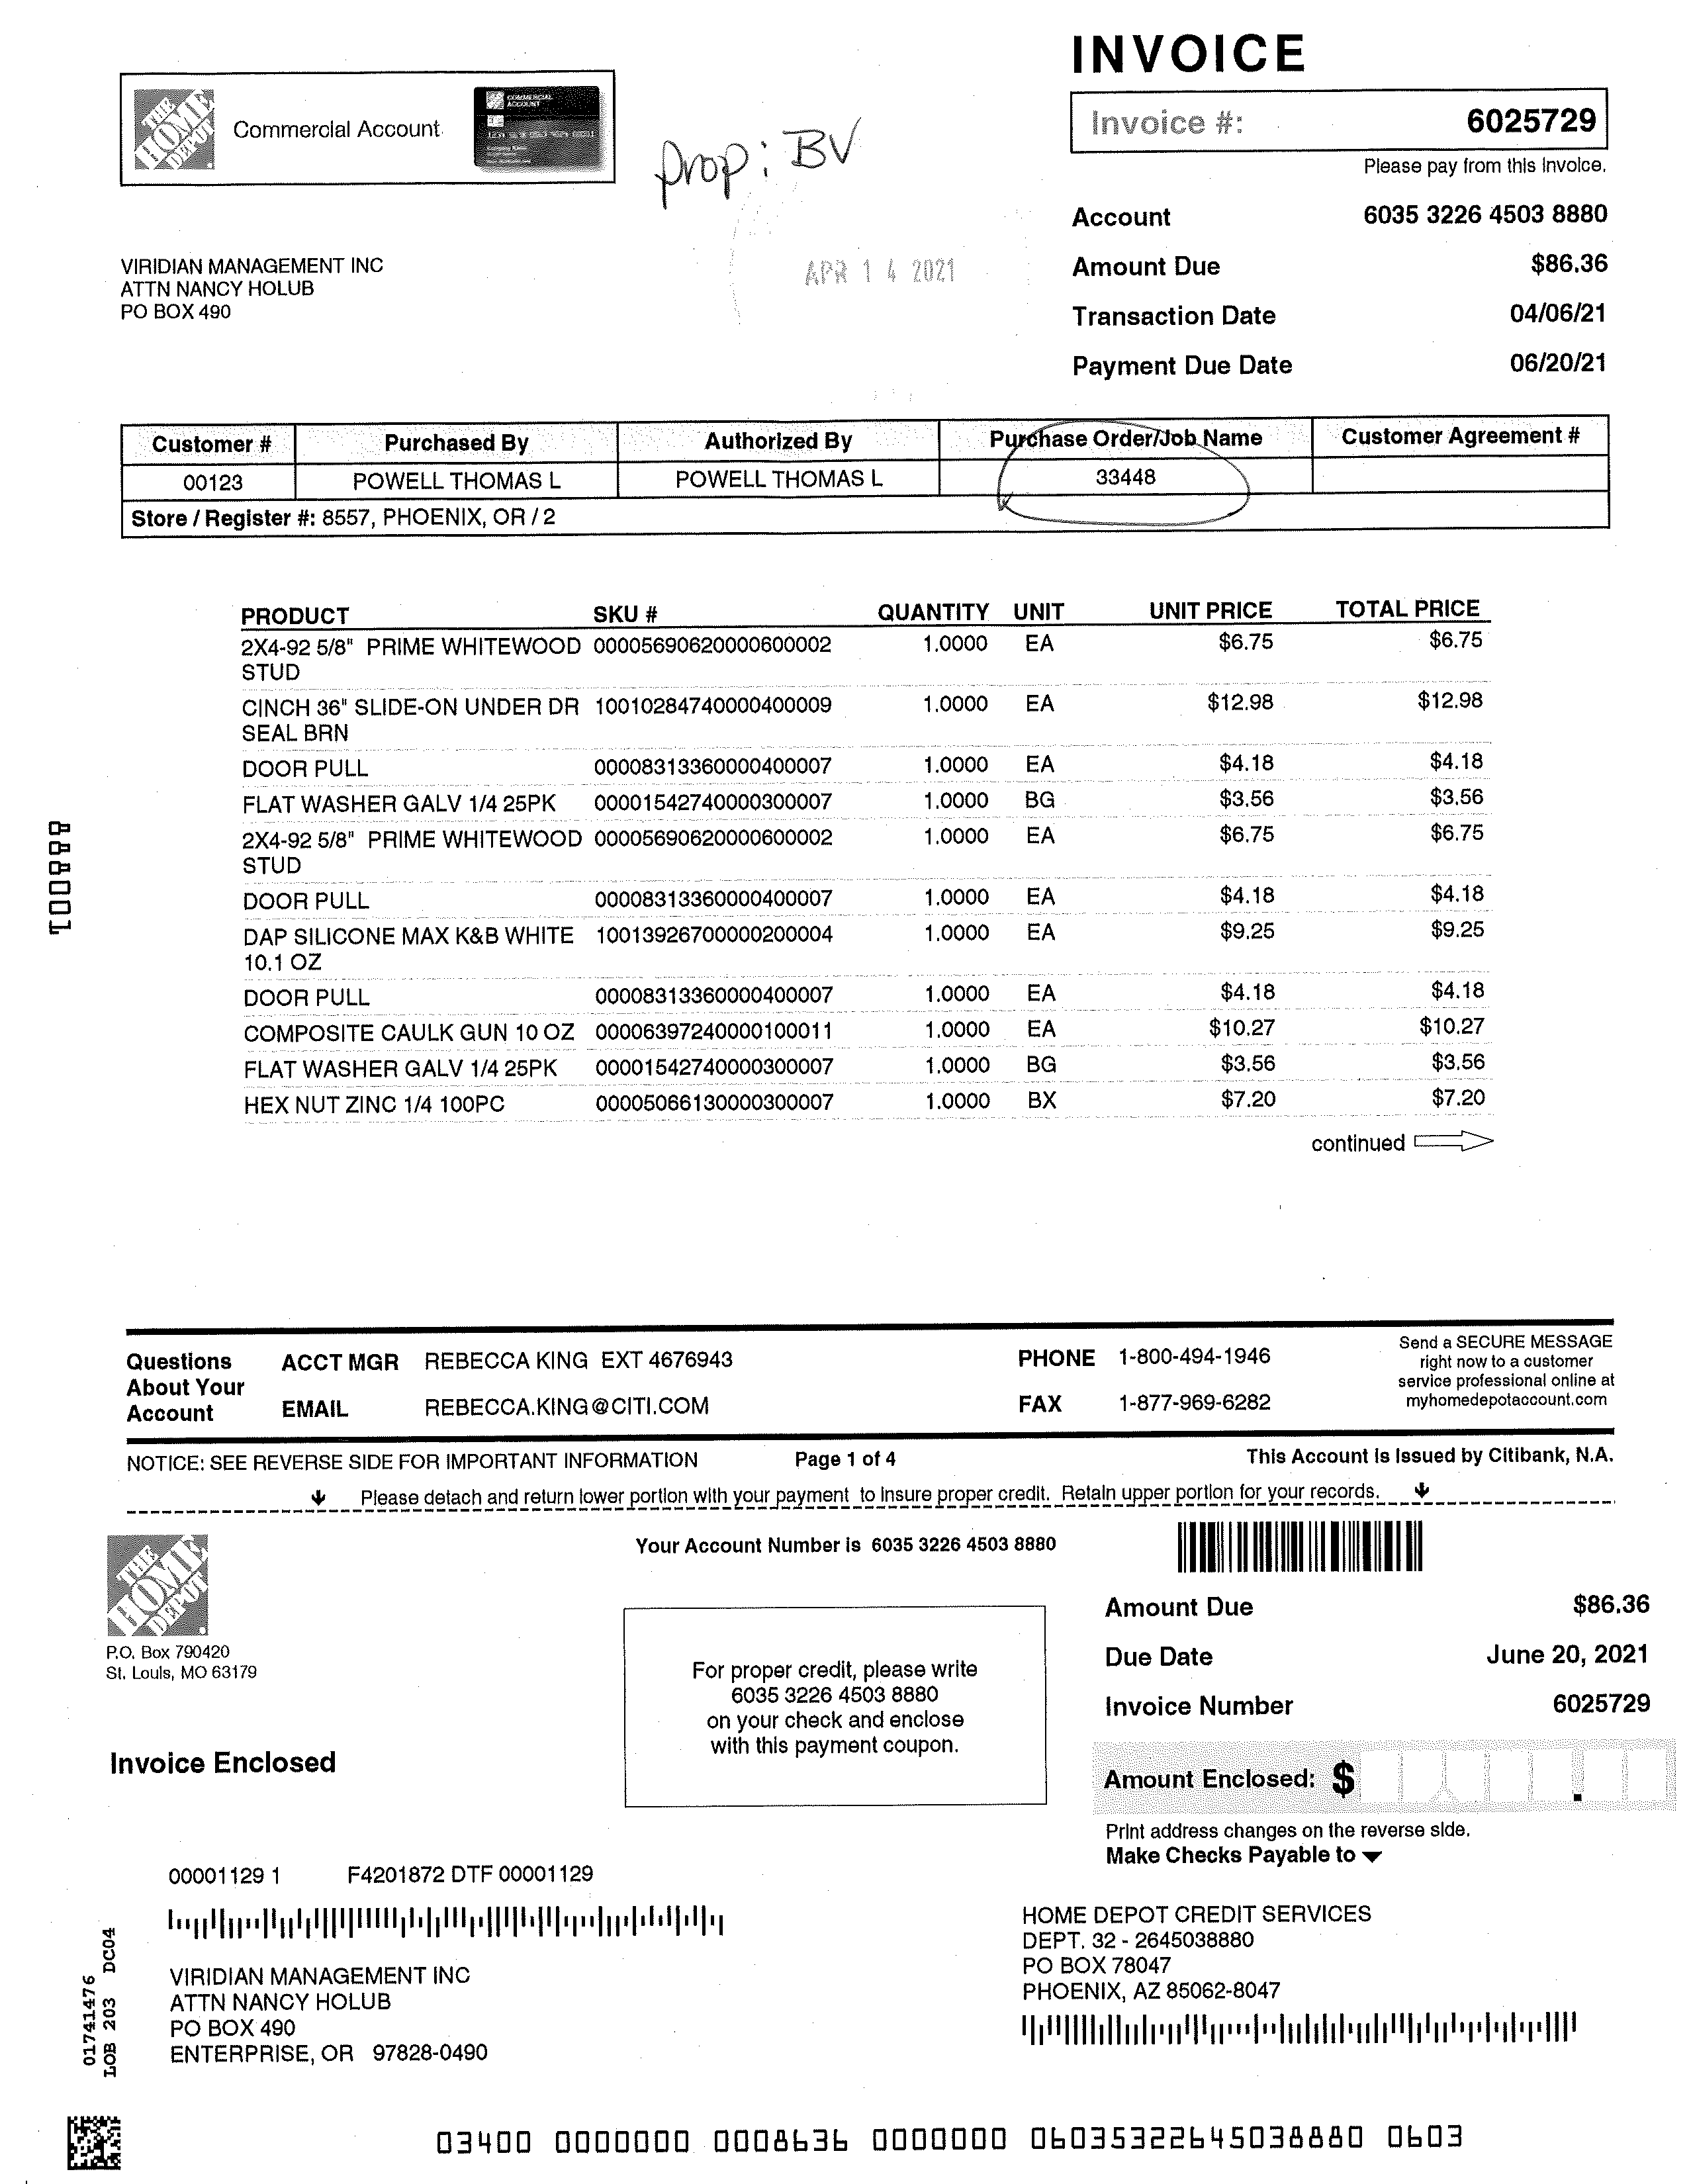 INVOICE
THE HOME DEPOT
Commercial Account
COMMERCIAL ACCOUNT
prop: BV
Invoice #: 6025729
Please pay from this Invoice.
Account 6035 3226 4503 8880
VIRIDIAN MANAGEMENT INC
ATTN NANCY HOLUB
PO BOX 490
APR 14 2021
Amount Due $86.36
Transaction Date 04/06/21
Payment Due Date 06/20/21
Customer # Purchased By Authorized By Purchase Order/Job Name Customer Agreement #
00123 POWELL THOMAS L POWELL THOMAS L 33448
Store / Register #: 8557, PHOENIX, OR / 2
PRODUCT SKU # QUANTITY UNIT UNIT PRICE TOTAL PRICE
2X4-92 5/8" PRIME WHITEWOOD 00005690620000600002 1.0000 EA $6.75 $6.75
STUD
CINCH 36" SLIDE-ON UNDER DR 10010284740000400009 1.0000 EA $12.98 $12.98
SEAL BRN
DOOR PULL 00008313360000400007 1.0000 EA $4.18 $4.18
FLAT WASHER GALV 1/4 25PK 00001542740000300007 1.0000 BG $3.56 $3.56
2X4-92 5/8" PRIME WHITEWOOD 00005690620000600002 1.0000 EA $6.75 $6.75
STUD
DOOR PULL 00008313360000400007 1.0000 EA $4.18 $4.18
DAP SILICONE MAX K&B WHITE 10013926700000200004 1.0000 EA $9.25 $9.25
10.1 OZ
DOOR PULL 00008313360000400007 1.0000 EA $4.18 $4.18
COMPOSITE CAULK GUN 10 OZ 00006397240000100011 1.0000 EA $10.27 $10.27
FLAT WASHER GALV 1/4 25PK 00001542740000300007 1.0000 BG $3.56 $3.56
HEX NUT ZINC 1/4 100PC 00005066130000300007 1.0000 BX $7.20 $7.20
continued
100888
Questions About Your Account
ACCT MGR REBECCA KING EXT 4676943
EMAIL REBECCA.KING@CITI.COM
PHONE 1-800-494-1946
FAX 1-877-969-6282
Send a SECURE MESSAGE
right now to a customer
service professional online at
myhomedepotaccount.com
NOTICE: SEE REVERSE SIDE FOR IMPORTANT INFORMATION Page 1 of 4 This Account is Issued by Citibank, N.A.
Please detach and return lower portion with your payment to insure proper credit. Retain upper portion for your records.
THE HOME DEPOT
P.O. Box 790420
St. Louis, MO 63179
Your Account Number is 6035 3226 4503 8880
For proper credit, please write
6035 3226 4503 8880
on your check and enclose
with this payment coupon.
Amount Due $86.36
Due Date June 20, 2021
Invoice Number 6025729
Invoice Enclosed
Amount Enclosed: $ .
Print address changes on the reverse side.
Make Checks Payable to
00001129 1 F4201872 DTF 00001129
VIRIDIAN MANAGEMENT INC
ATTN NANCY HOLUB
PO BOX 490
ENTERPRISE, OR 97828-0490
HOME DEPOT CREDIT SERVICES
DEPT. 32 - 2645038880
PO BOX 78047
PHOENIX, AZ 85062-8047
01741476
LOB 203 DC04
03400 0000000 0008636 0000000 06035322645038880 0603